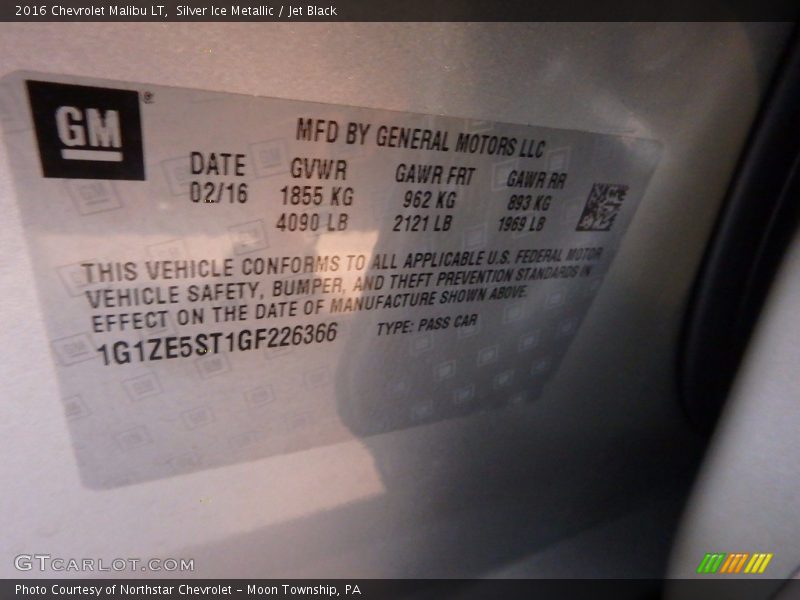 2016 Chevrolet Malibu LT, Silver Ice Metallic / Jet Black
GM ®
MFD BY GENERAL MOTORS LLC
DATE GVWR GAWR FRT GAWR RR
02/16 1855 KG 962 KG 893 KG
4090 LB 2121 LB 1969 LB
THIS VEHICLE CONFORMS TO ALL APPLICABLE U.S. FEDERAL MOTOR
VEHICLE SAFETY, BUMPER, AND THEFT PREVENTION STANDARDS IN
EFFECT ON THE DATE OF MANUFACTURE SHOWN ABOVE.
1G1ZE5ST1GF226366 TYPE: PASS CAR
GTCARLOT.COM
Photo Courtesy of Northstar Chevrolet – Moon Township, PA